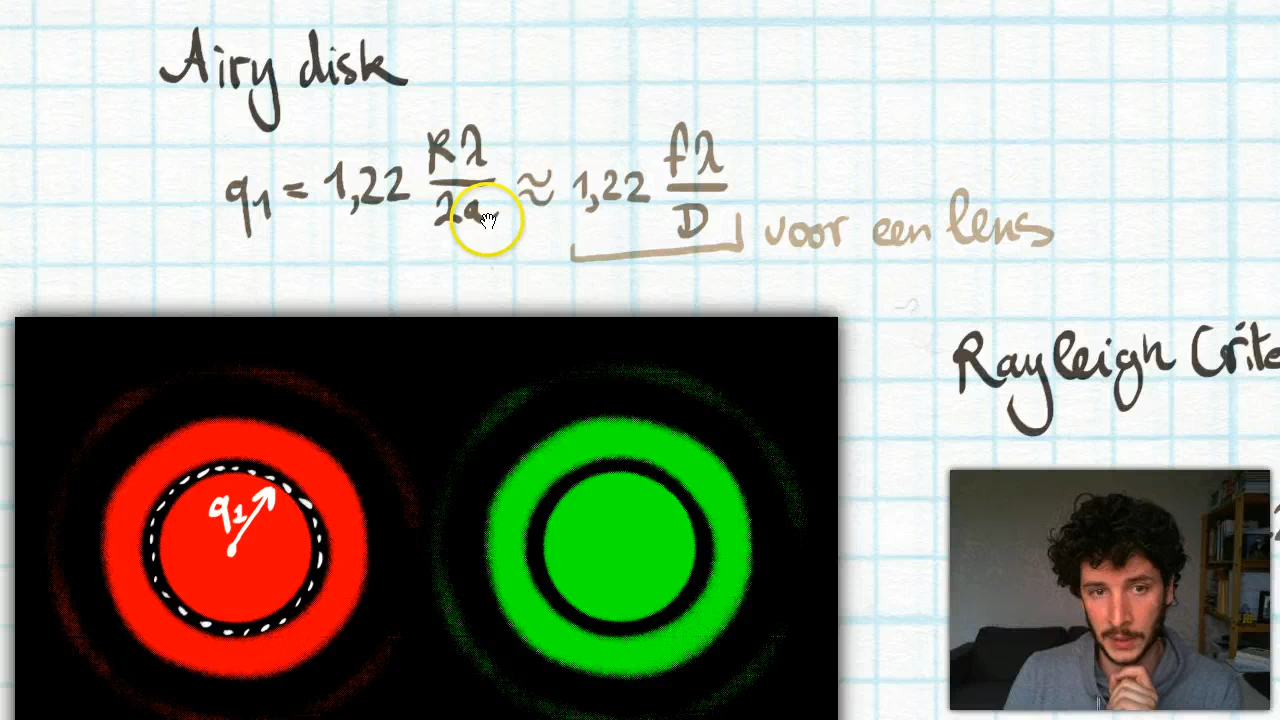 Airy disk
q₁ = 1,22 Rλ/2a ≈ 1,22 fλ/D voor een lens
Rayleigh Crite
q₁